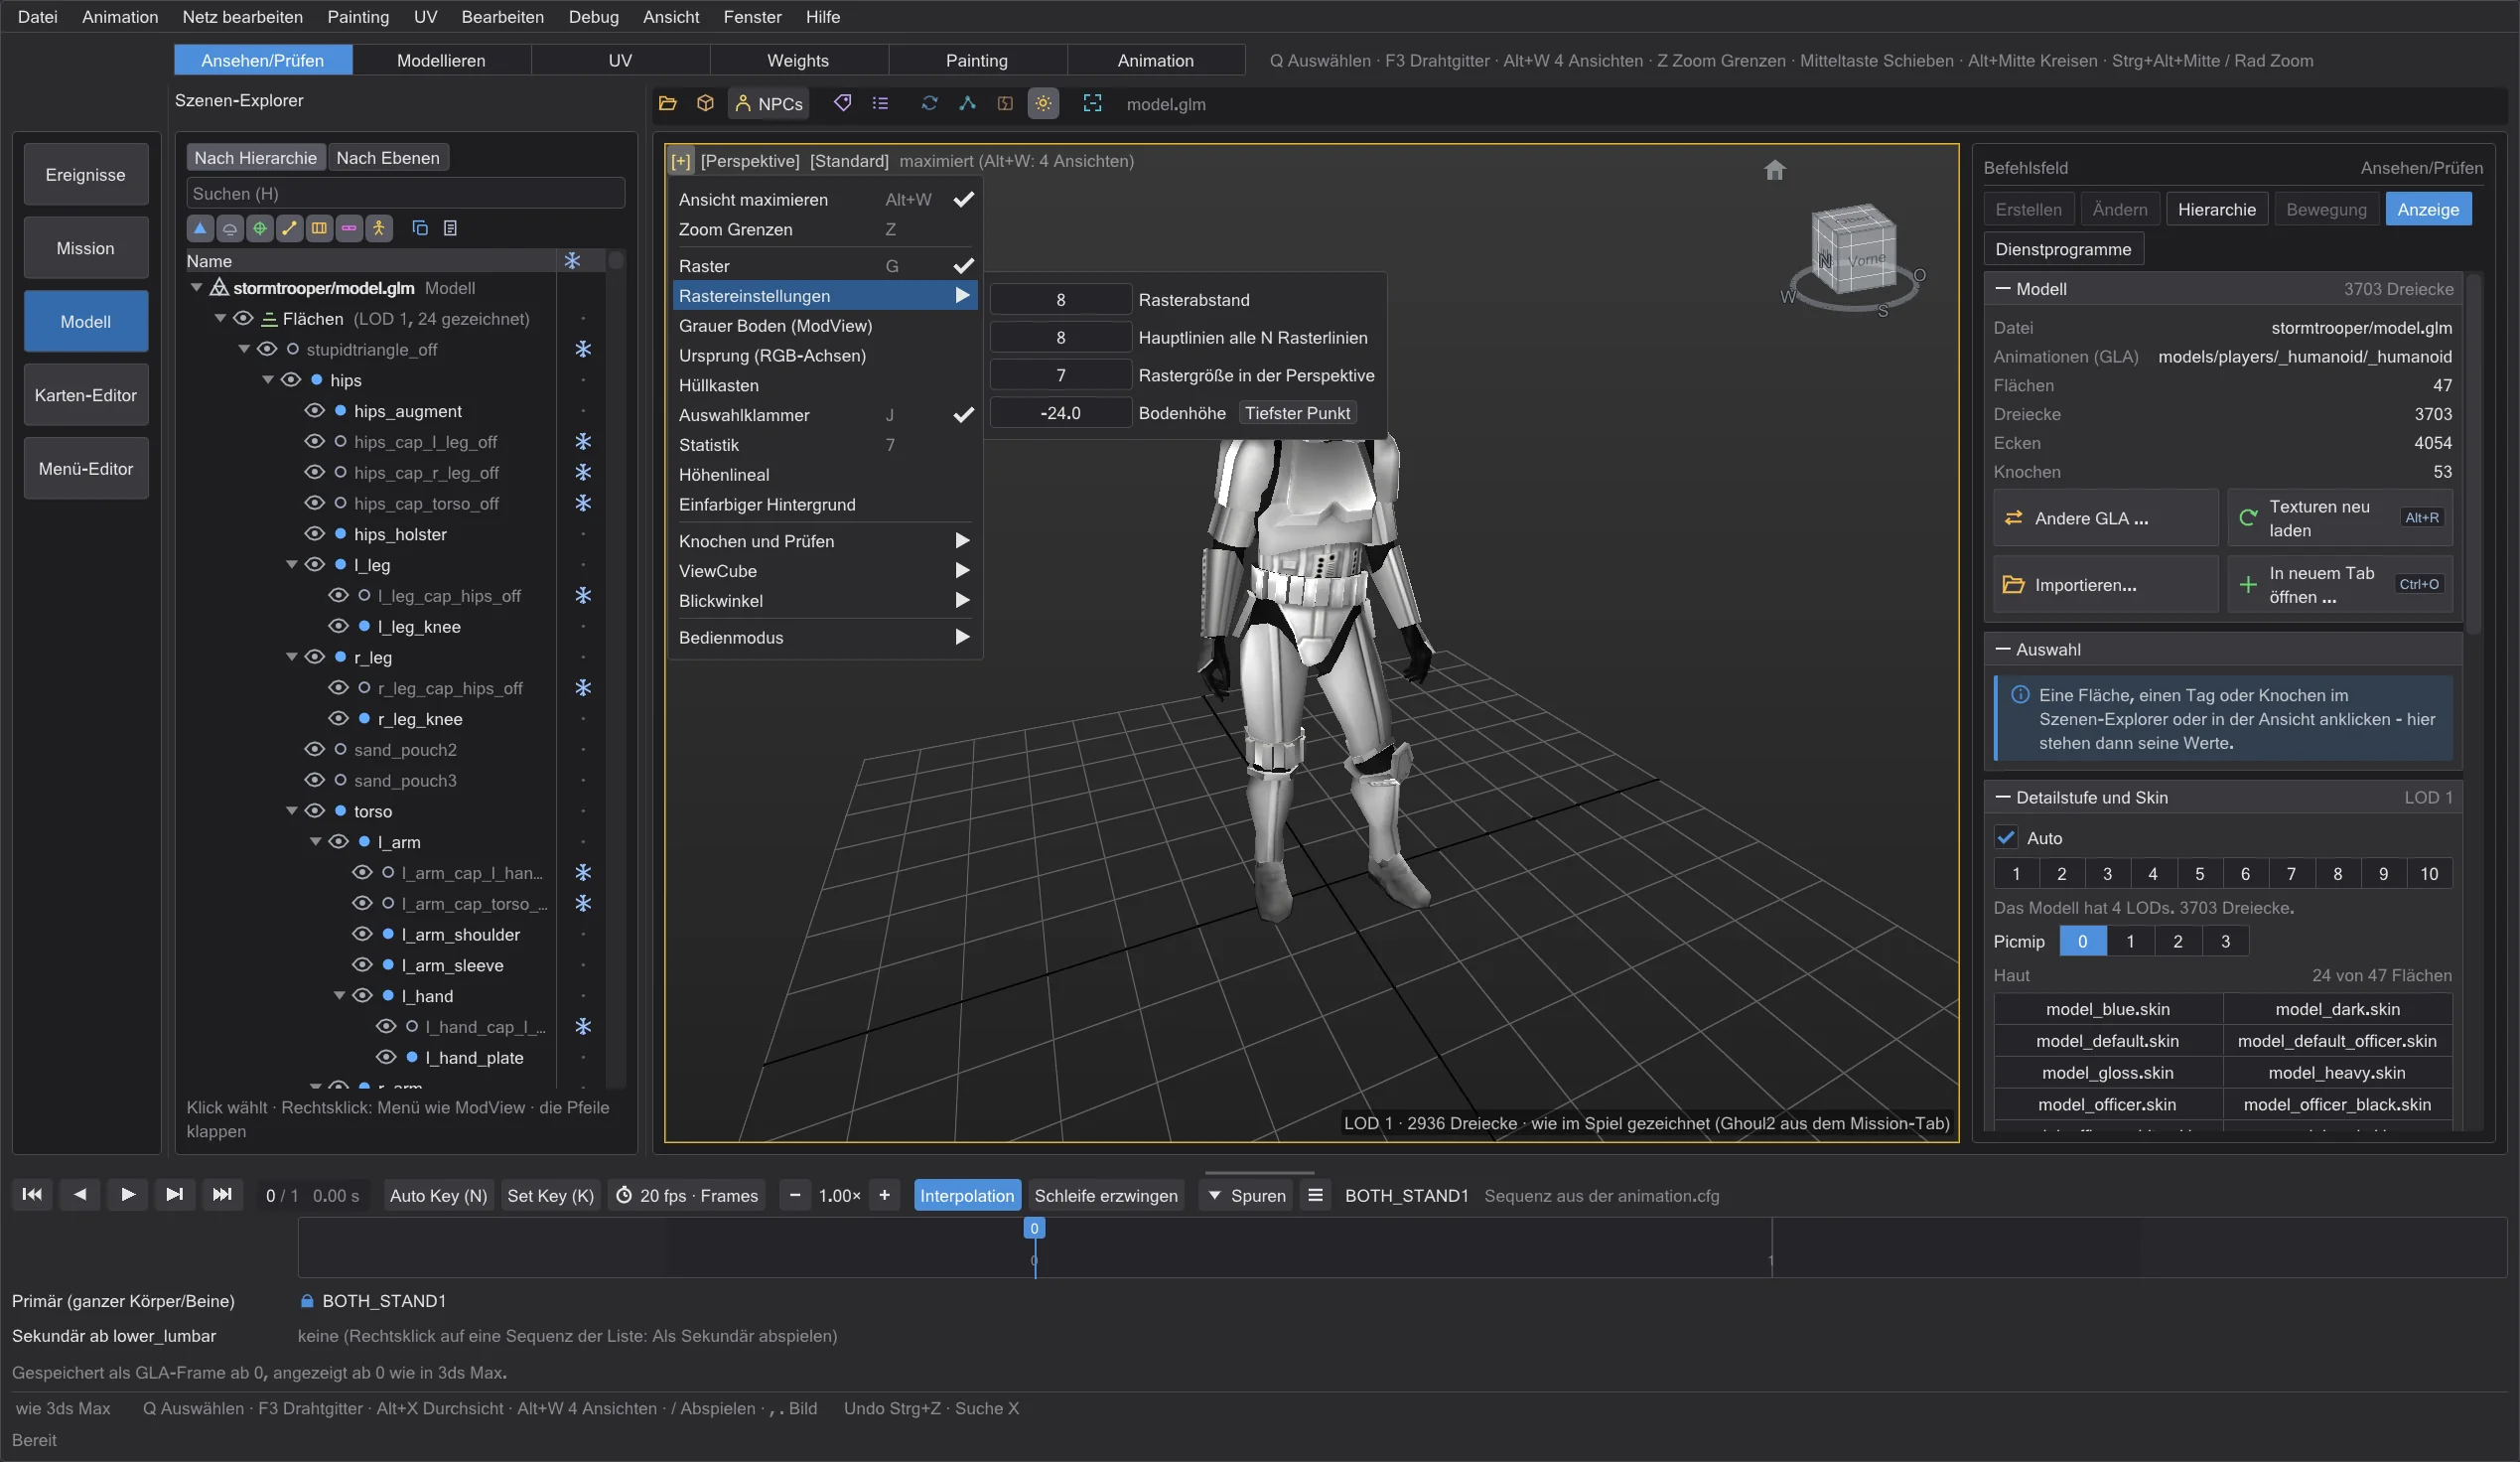 Datei Animation Netz bearbeiten Painting UV Bearbeiten Debug Ansicht Fenster Hilfe
Ansehen/Prüfen Modellieren UV Weights Painting Animation Q Auswählen · F3 Drahtgitter · Alt+W 4 Ansichten · Z Zoom Grenzen · Mitteltaste Schieben · Alt+Mitte Kreisen · Strg+Alt+Mitte / Rad Zoom
Szenen-Explorer
NPCs model.glm
Ereignisse
Mission
Modell
Karten-Editor
Menü-Editor
Nach Hierarchie Nach Ebenen
Suchen (H)
Name
stormtrooper/model.glm Modell
Flächen (LOD 1, 24 gezeichnet)
stupidtriangle_off
hips
hips_augment
hips_cap_l_leg_off
hips_cap_r_leg_off
hips_cap_torso_off
hips_holster
l_leg
l_leg_cap_hips_off
l_leg_knee
r_leg
r_leg_cap_hips_off
r_leg_knee
sand_pouch2
sand_pouch3
torso
l_arm
l_arm_cap_l_han...
l_arm_cap_torso_...
l_arm_shoulder
l_arm_sleeve
l_hand
l_hand_cap_l_...
l_hand_plate
r_arm
Klick wählt · Rechtsklick: Menü wie ModView · die Pfeile
klappen
[+] [Perspektive] [Standard] maximiert (Alt+W: 4 Ansichten)
Ansicht maximieren Alt+W
Zoom Grenzen Z
Raster G
Rastereinstellungen
Grauer Boden (ModView)
Ursprung (RGB-Achsen)
Hüllkasten
Auswahlklammer J
Statistik 7
Höhenlineal
Einfarbiger Hintergrund
Knochen und Prüfen
ViewCube
Blickwinkel
Bedienmodus
8 Rasterabstand
8 Hauptlinien alle N Rasterlinien
7 Rastergröße in der Perspektive
-24.0 Bodenhöhe Tiefster Punkt
Vorne
N
W
S
O
LOD 1 · 2936 Dreiecke · wie im Spiel gezeichnet (Ghoul2 aus dem Mission-Tab)
Befehlsfeld Ansehen/Prüfen
Erstellen Ändern Hierarchie Bewegung Anzeige
Dienstprogramme
Modell 3703 Dreiecke
Datei stormtrooper/model.glm
Animationen (GLA) models/players/_humanoid/_humanoid
Flächen 47
Dreiecke 3703
Ecken 4054
Knochen 53
Andere GLA ...
Texturen neu
laden Alt+R
Importieren...
In neuem Tab
öffnen ... Ctrl+O
Auswahl
Eine Fläche, einen Tag oder Knochen im
Szenen-Explorer oder in der Ansicht anklicken - hier
stehen dann seine Werte.
Detailstufe und Skin LOD 1
Auto
1 2 3 4 5 6 7 8 9 10
Das Modell hat 4 LODs. 3703 Dreiecke.
Picmip 0 1 2 3
Haut 24 von 47 Flächen
model_blue.skin model_dark.skin
model_default.skin model_default_officer.skin
model_gloss.skin model_heavy.skin
model_officer.skin model_officer_black.skin
0 / 1 0.00 s Auto Key (N) Set Key (K) 20 fps · Frames − 1.00× + Interpolation Schleife erzwingen Spuren BOTH_STAND1 Sequenz aus der animation.cfg
0
0 1
Primär (ganzer Körper/Beine) BOTH_STAND1
Sekundär ab lower_lumbar keine (Rechtsklick auf eine Sequenz der Liste: Als Sekundär abspielen)
Gespeichert als GLA-Frame ab 0, angezeigt ab 0 wie in 3ds Max.
wie 3ds Max Q Auswählen · F3 Drahtgitter · Alt+X Durchsicht · Alt+W 4 Ansichten · / Abspielen · , . Bild Undo Strg+Z · Suche X
Bereit